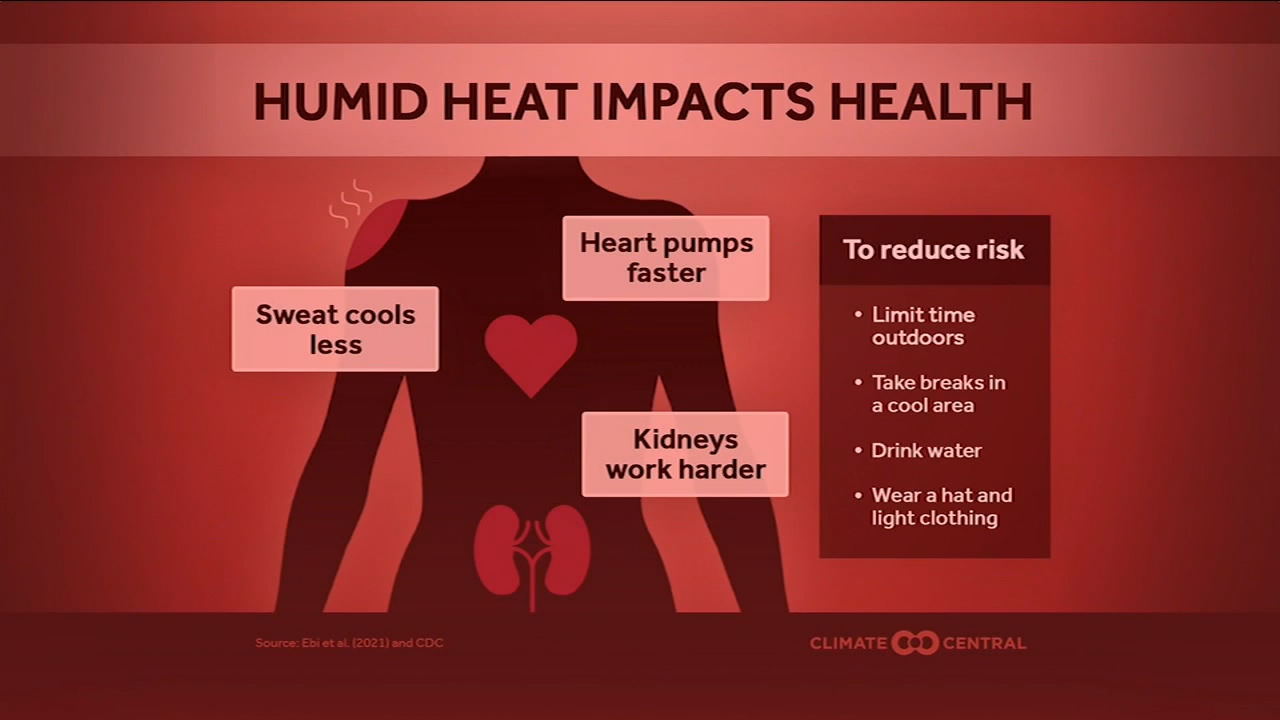 HUMID HEAT IMPACTS HEALTH
Heart pumps
faster
Sweat cools
less
Kidneys
work harder
To reduce risk
• Limit time
outdoors
• Take breaks in
a cool area
• Drink water
• Wear a hat and
light clothing
Source: Ebi et al. (2021) and CDC
CLIMATE CENTRAL